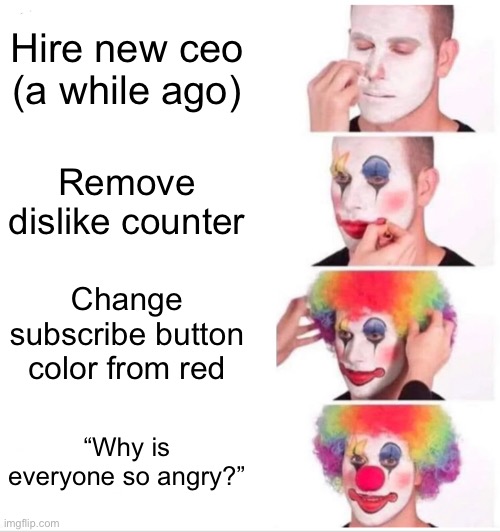 Hire new ceo
(a while ago)
Remove
dislike counter
Change
subscribe button
color from red
“Why is
everyone so angry?”
imgflip.com